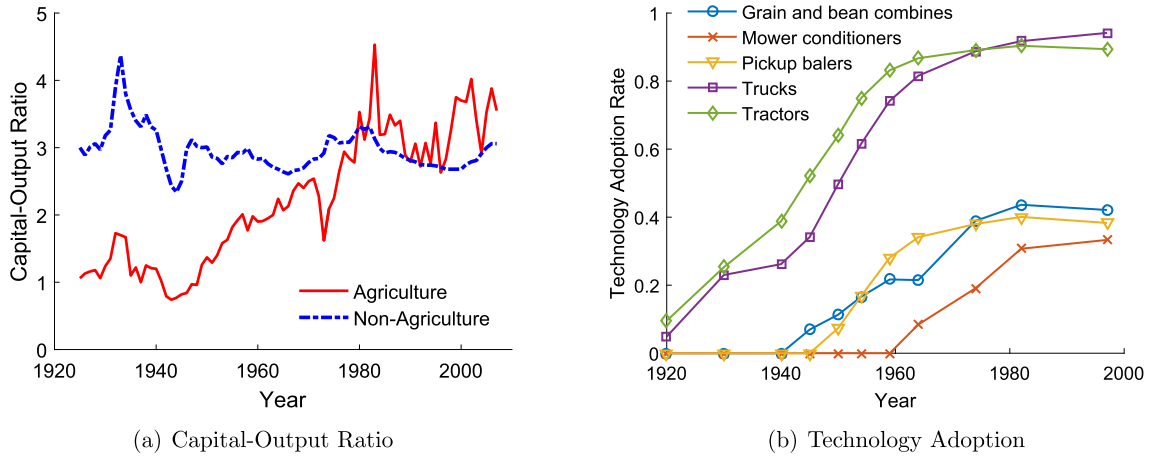 5
4
3
2
1
0
Capital-Output Ratio
Agriculture
Non-Agriculture
1920
1940
1960
1980
2000
Year
(a) Capital-Output Ratio
1
0.8
0.6
0.4
0.2
0
Technology Adoption Rate
Grain and bean combines
Mower conditioners
Pickup balers
Trucks
Tractors
1920
1940
1960
1980
2000
Year
(b) Technology Adoption